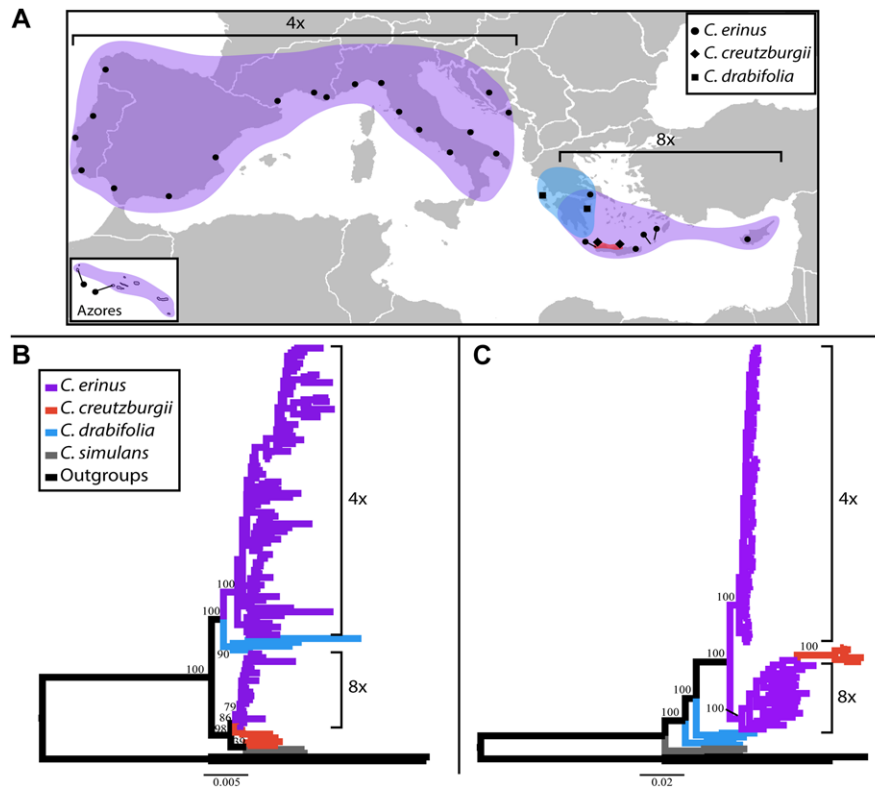 A
4x
C. erinus
C. creutzburgii
C. drabifolia
8x
Azores
B
C. erinus
C. creutzburgii
C. drabifolia
C. simulans
Outgroups
100
100
100
90
79
86
98
4x
8x
0.005
C
100
100
100
100
100
100
100
4x
8x
0.02